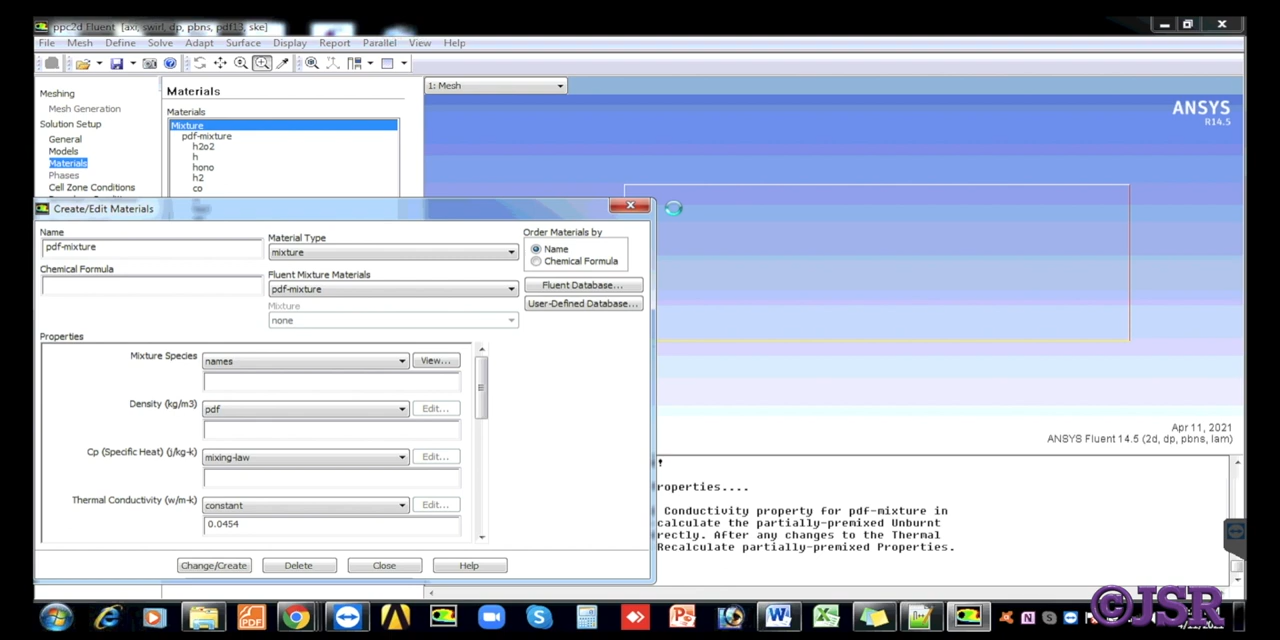 ppc2d Fluent [axi, swirl, dp, pbns, pdf13, ske]
File Mesh Define Solve Adapt Surface Display Report Parallel View Help
Meshing
Mesh Generation
Solution Setup
General
Models
Materials
Phases
Cell Zone Conditions
Materials
Materials
Mixture
pdf-mixture
h2o2
h
hono
h2
co
1: Mesh
ANSYS
R14.5
Create/Edit Materials
Name
pdf-mixture
Chemical Formula
Material Type
mixture
Fluent Mixture Materials
pdf-mixture
Mixture
none
Order Materials by
Name
Chemical Formula
Fluent Database...
User-Defined Database...
Properties
Mixture Species
names
View...
Density (kg/m3)
pdf
Edit...
Cp (Specific Heat) (j/kg-k)
mixing-law
Edit...
Thermal Conductivity (w/m-k)
constant
Edit...
0.0454
Change/Create Delete Close Help
Apr 11, 2021
ANSYS Fluent 14.5 (2d, dp, pbns, lam)
!
roperties....
Conductivity property for pdf-mixture in
calculate the partially-premixed Unburnt
rectly. After any changes to the Thermal
Recalculate partially-premixed Properties.
©JSR